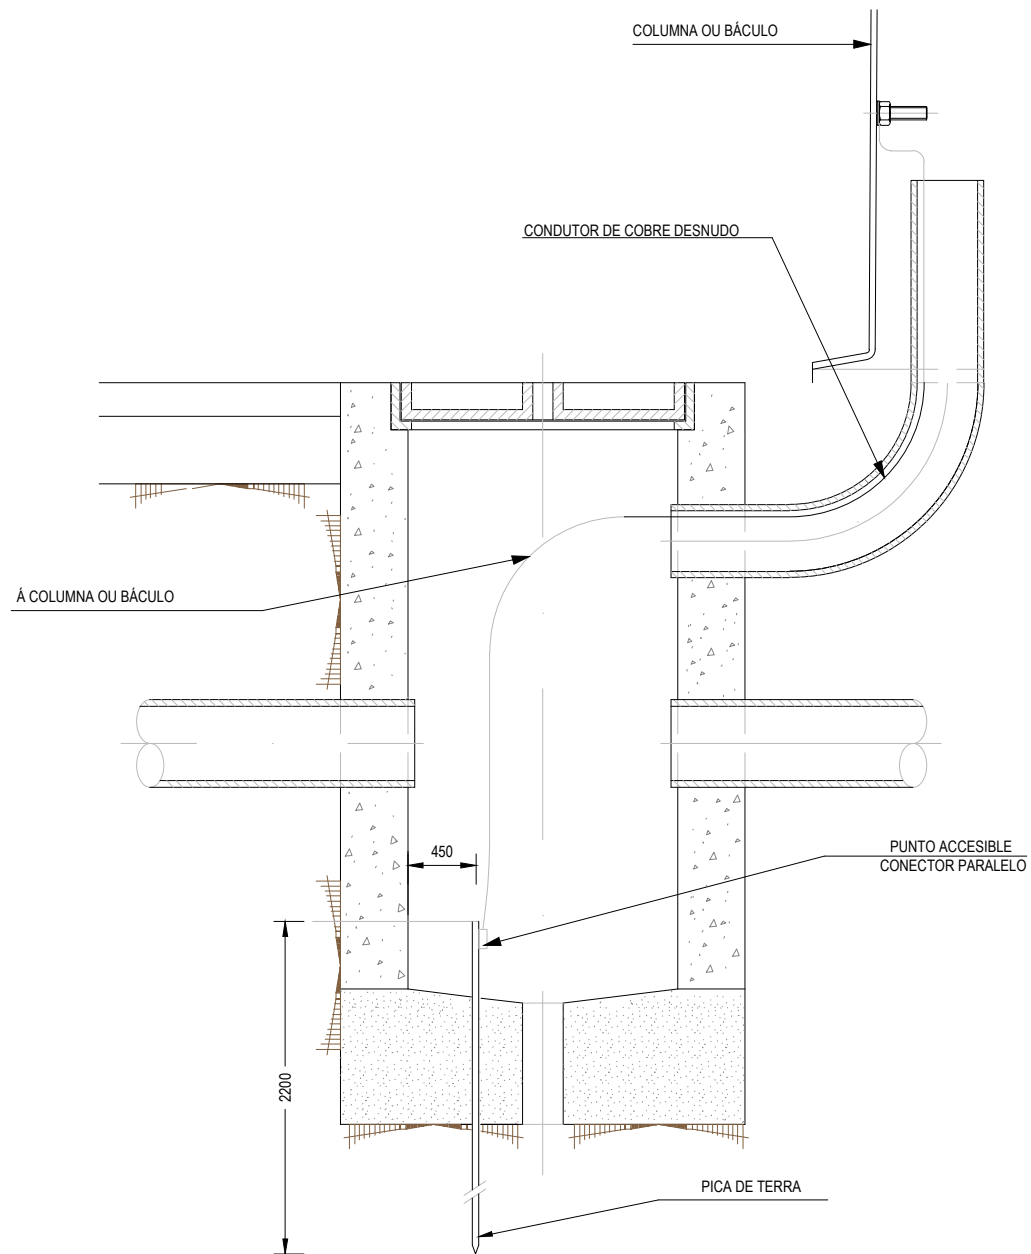 COLUMNA OU BÁCULO
CONDUTOR DE COBRE DESNUDO
Á COLUMNA OU BÁCULO
450
PUNTO ACCESIBLE
CONECTOR PARALELO
2200
PICA DE TERRA